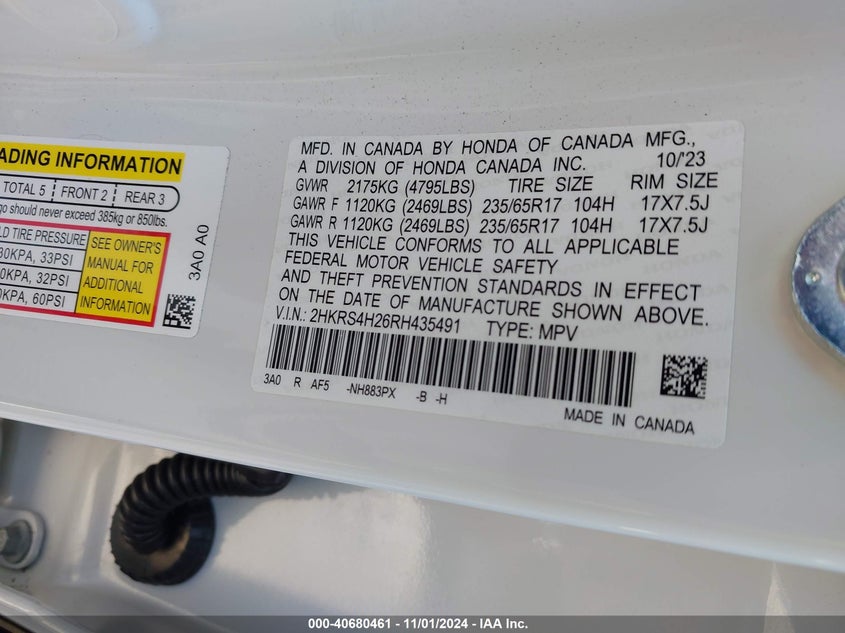 ADING INFORMATION
TOTAL 5 FRONT 2 REAR 3
go should never exceed 385kg or 850lbs.
LD TIRE PRESSURE
30KPA, 33PSI
0KPA, 32PSI
0KPA, 60PSI
SEE OWNER'S
MANUAL FOR
ADDITIONAL
INFORMATION
3A0 A0
MFD. IN CANADA BY HONDA OF CANADA MFG.,
A DIVISION OF HONDA CANADA INC. 10/'23
GVWR 2175KG (4795LBS) TIRE SIZE RIM SIZE
GAWR F 1120KG (2469LBS) 235/65R17 104H 17X7.5J
GAWR R 1120KG (2469LBS) 235/65R17 104H 17X7.5J
THIS VEHICLE CONFORMS TO ALL APPLICABLE
FEDERAL MOTOR VEHICLE SAFETY
AND THEFT PREVENTION STANDARDS IN EFFECT
ON THE DATE OF MANUFACTURE SHOWN ABOVE.
V.I.N.: 2HKRS4H26RH435491 TYPE: MPV
3A0 R AF5 -NH883PX -B -H
MADE IN CANADA
000-40680461 - 11/01/2024 - IAA Inc.